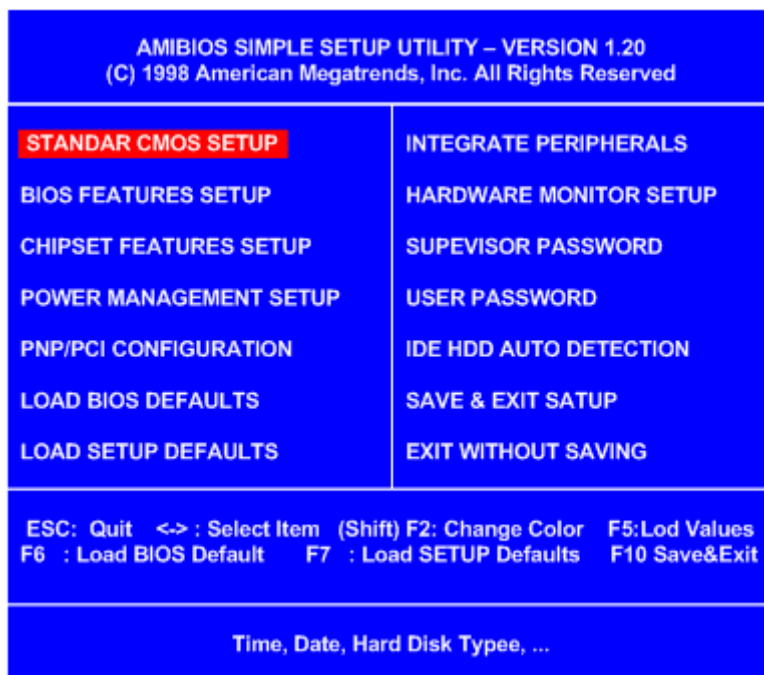 AMIBIOS SIMPLE SETUP UTILITY – VERSION 1.20
(C) 1998 American Megatrends, Inc. All Rights Reserved
STANDAR CMOS SETUP
BIOS FEATURES SETUP
CHIPSET FEATURES SETUP
POWER MANAGEMENT SETUP
PNP/PCI CONFIGURATION
LOAD BIOS DEFAULTS
LOAD SETUP DEFAULTS
INTEGRATE PERIPHERALS
HARDWARE MONITOR SETUP
SUPEVISOR PASSWORD
USER PASSWORD
IDE HDD AUTO DETECTION
SAVE & EXIT SATUP
EXIT WITHOUT SAVING
ESC: Quit <-> : Select Item (Shift) F2: Change Color F5:Lod Values
F6 : Load BIOS Default F7 : Load SETUP Defaults F10 Save&Exit
Time, Date, Hard Disk Typee, ...